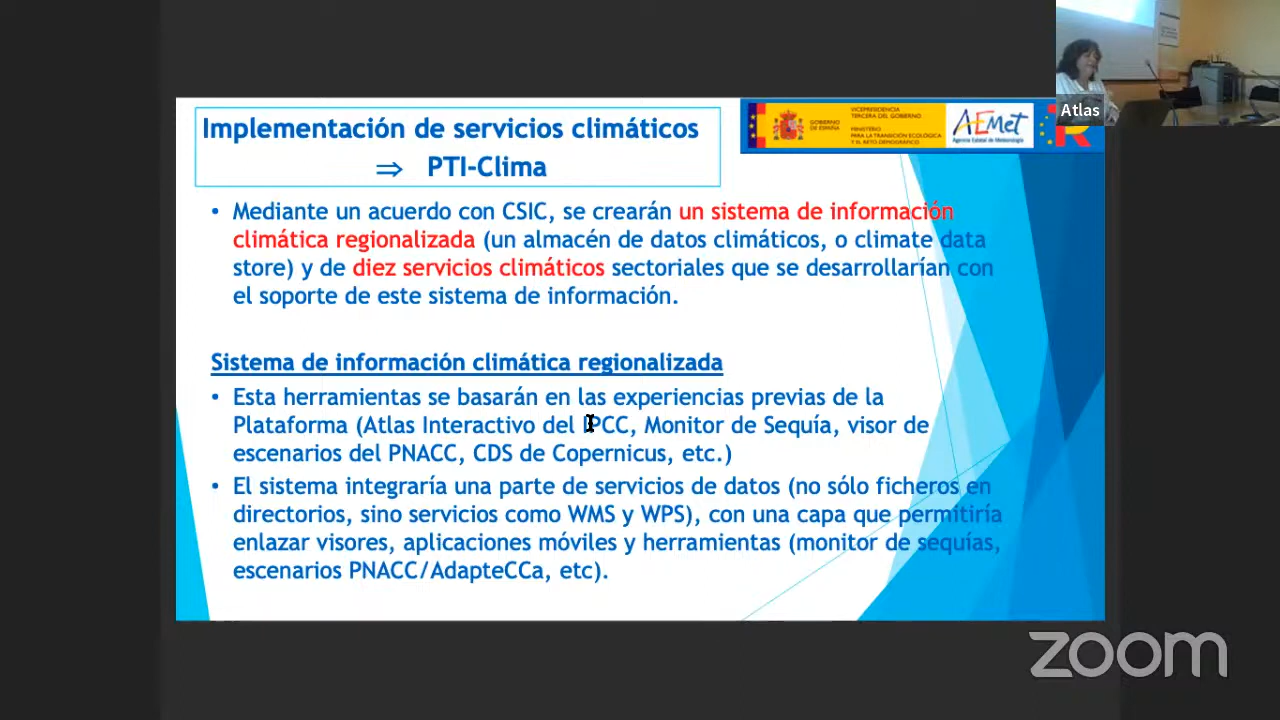 Implementación de servicios climáticos
⇒ PTI-Clima
GOBIERNO
DE ESPAÑA
VICEPRESIDENCIA
TERCERA DEL GOBIERNO
MINISTERIO
PARA LA TRANSICIÓN ECOLÓGICA
Y EL RETO DEMOGRÁFICO
AEMet
Agencia Estatal de Meteorología
R
Atlas
• Mediante un acuerdo con CSIC, se crearán un sistema de información
climática regionalizada (un almacén de datos climáticos, o climate data
store) y de diez servicios climáticos sectoriales que se desarrollarían con
el soporte de este sistema de información.
Sistema de información climática regionalizada
• Esta herramientas se basarán en las experiencias previas de la
Plataforma (Atlas Interactivo del IPCC, Monitor de Sequía, visor de
escenarios del PNACC, CDS de Copernicus, etc.)
• El sistema integraría una parte de servicios de datos (no sólo ficheros en
directorios, sino servicios como WMS y WPS), con una capa que permitiría
enlazar visores, aplicaciones móviles y herramientas (monitor de sequías,
escenarios PNACC/AdapteCCa, etc).
zoom